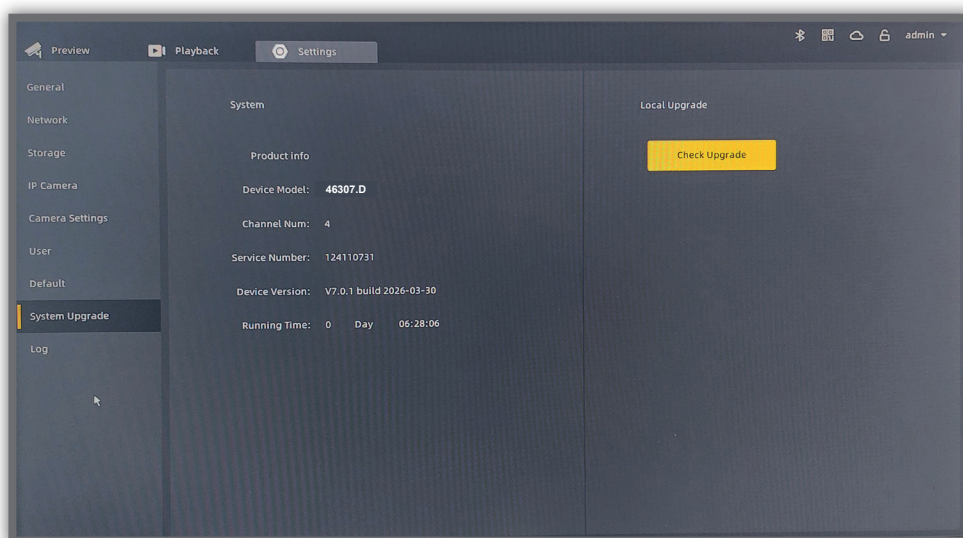 Preview
Playback
Settings
admin
General
Network
Storage
IP Camera
Camera Settings
User
Default
System Upgrade
Log
System
Product info
Device Model: 46307.D
Channel Num: 4
Service Number: 124110731
Device Version: V7.0.1 build 2026-03-30
Running Time: 0 Day 06:28:06
Local Upgrade
Check Upgrade